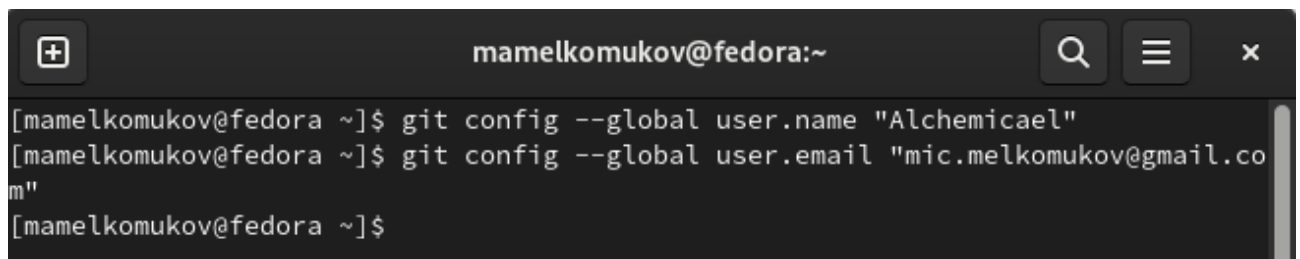 mamelkomukov@fedora:~
[mamelkomukov@fedora ~]$ git config --global user.name "Alchemicael"
[mamelkomukov@fedora ~]$ git config --global user.email "mic.melkomukov@gmail.co
m"
[mamelkomukov@fedora ~]$